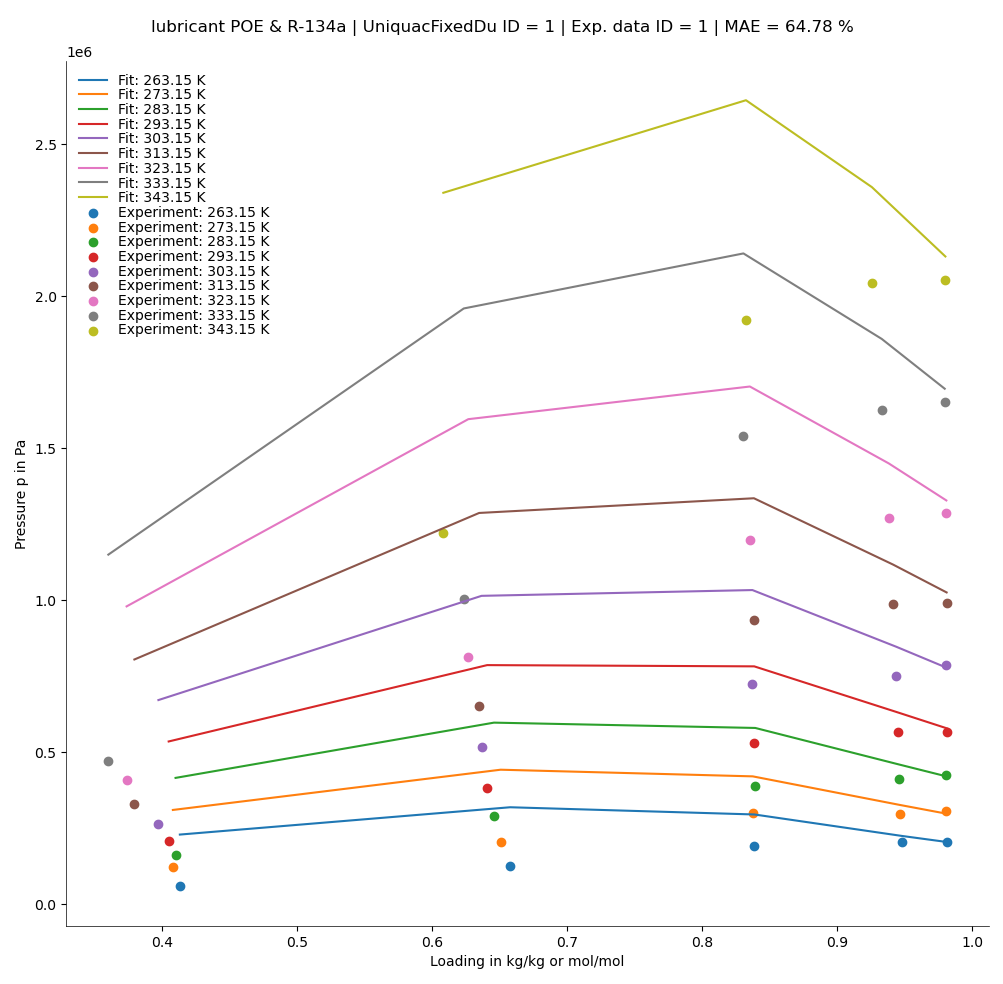 lubricant POE & R-134a | UniquacFixedDu ID = 1 | Exp. data ID = 1 | MAE = 64.78 %
1e6
Fit: 263.15 K
Fit: 273.15 K
Fit: 283.15 K
Fit: 293.15 K
Fit: 303.15 K
Fit: 313.15 K
Fit: 323.15 K
Fit: 333.15 K
Fit: 343.15 K
Experiment: 263.15 K
Experiment: 273.15 K
Experiment: 283.15 K
Experiment: 293.15 K
Experiment: 303.15 K
Experiment: 313.15 K
Experiment: 323.15 K
Experiment: 333.15 K
Experiment: 343.15 K
2.5
2.0
1.5
1.0
0.5
0.0
Pressure p in Pa
0.4 0.5 0.6 0.7 0.8 0.9 1.0
Loading in kg/kg or mol/mol